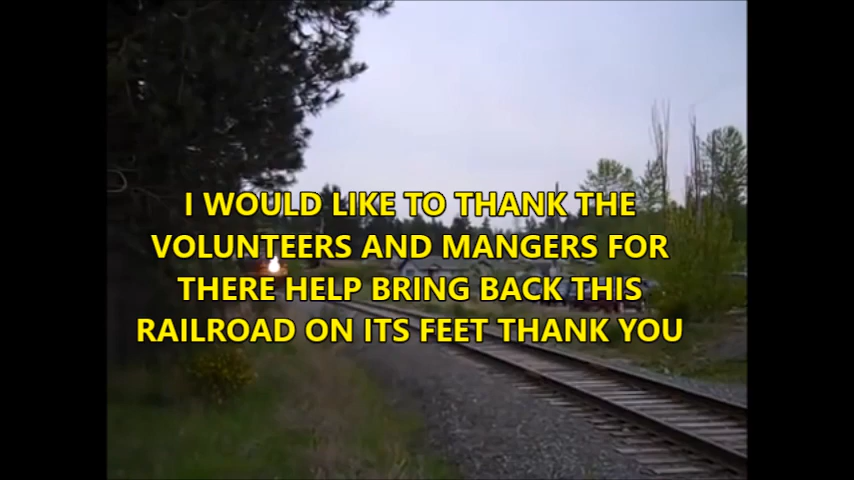 I WOULD LIKE TO THANK THE
VOLUNTEERS AND MANGERS FOR
THERE HELP BRING BACK THIS
RAILROAD ON ITS FEET THANK YOU